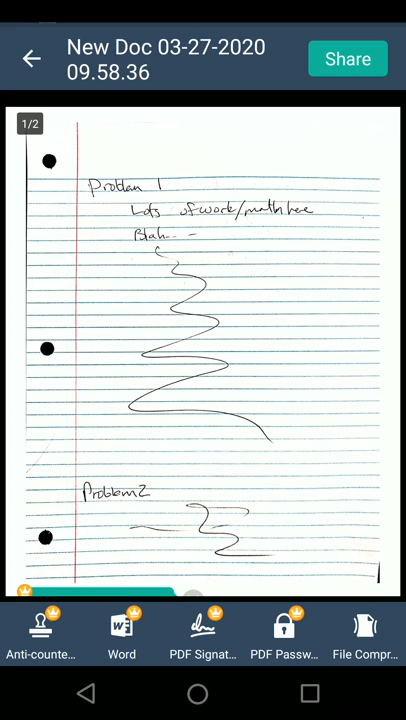 New Doc 03-27-2020
09.58.36
Share
1/2
Problem 1
Lots of work/math here
Blah...
Problem 2
Anti-counte...
Word
PDF Signat...
PDF Passw...
File Compr...